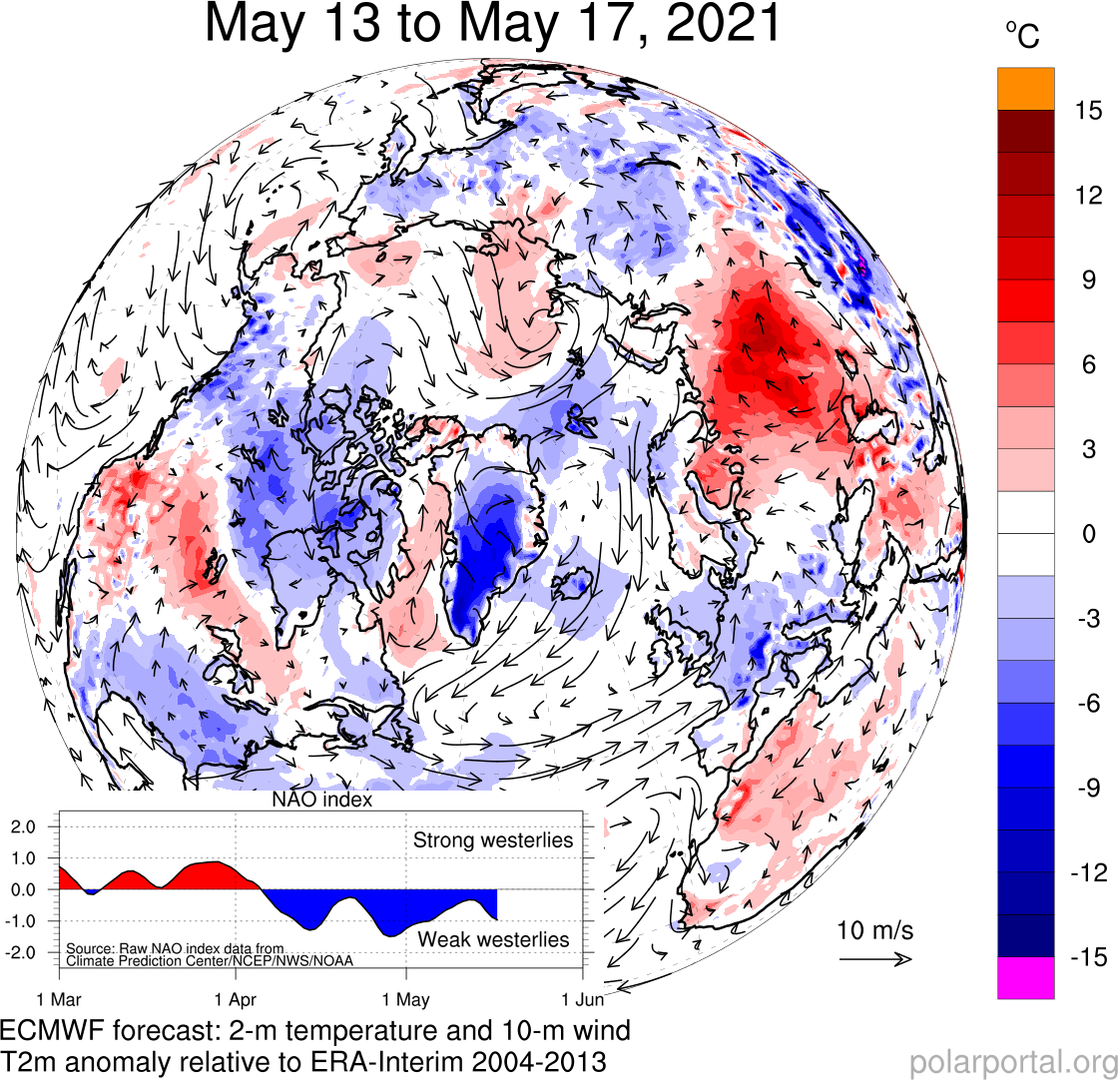 May 13 to May 17, 2021
oC
15
12
9
6
3
0
-3
-6
-9
-12
-15
10 m/s
NAO index
2.0
1.0
0.0
-1.0
-2.0
Strong westerlies
Weak westerlies
Source: Raw NAO index data from
Climate Prediction Center/NCEP/NWS/NOAA
1 Mar 1 Apr 1 May 1 Jun
ECMWF forecast: 2-m temperature and 10-m wind
T2m anomaly relative to ERA-Interim 2004-2013
polarportal.org